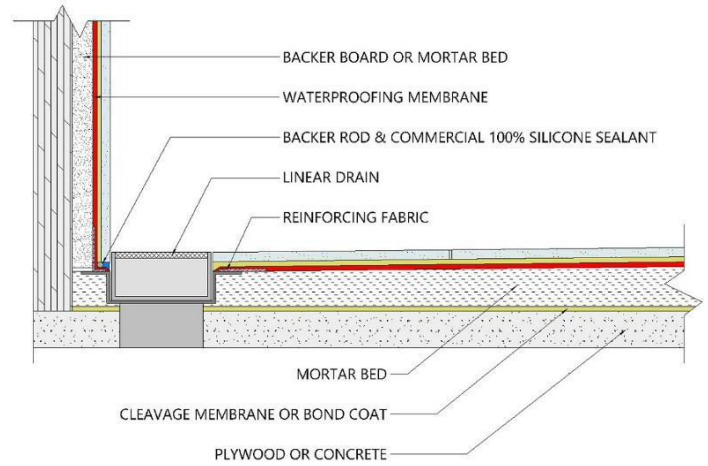 BACKER BOARD OR MORTAR BED
WATERPROOFING MEMBRANE
BACKER ROD & COMMERCIAL 100% SILICONE SEALANT
LINEAR DRAIN
REINFORCING FABRIC
MORTAR BED
CLEAVAGE MEMBRANE OR BOND COAT
PLYWOOD OR CONCRETE